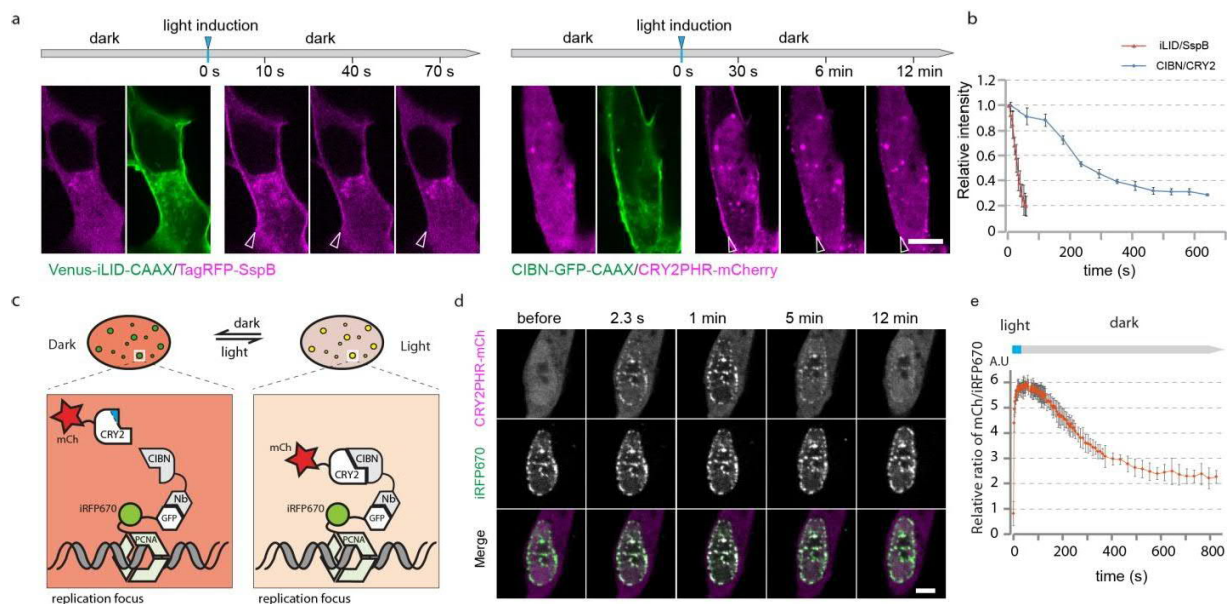 a
light induction
dark
dark
0 s
10 s
40 s
70 s
Venus-iLID-CAAX/TagRFP-SspB
light induction
dark
dark
0 s
30 s
6 min
12 min
CIBN-GFP-CAAX/CRY2PHR-mCherry
b
iLID/SspB
CIBN/CRY2
Relative intensity
1.2
1.0
0.8
0.6
0.4
0.2
0
200
400
600
800
time (s)
c
Dark
dark
light
Light
mCh
CRY2
CIBN
Nb
GFP
iRFP670
PCNA
replication focus
mCh
CRY2
CIBN
Nb
GFP
iRFP670
PCNA
replication focus
d
before
2.3 s
1 min
5 min
12 min
CRY2PHR-mCh
iRFP670
Merge
e
light
dark
A.U
Relative ratio of mCh/iRFP670
6
5
4
3
2
1
0
0
200
400
600
800
time (s)